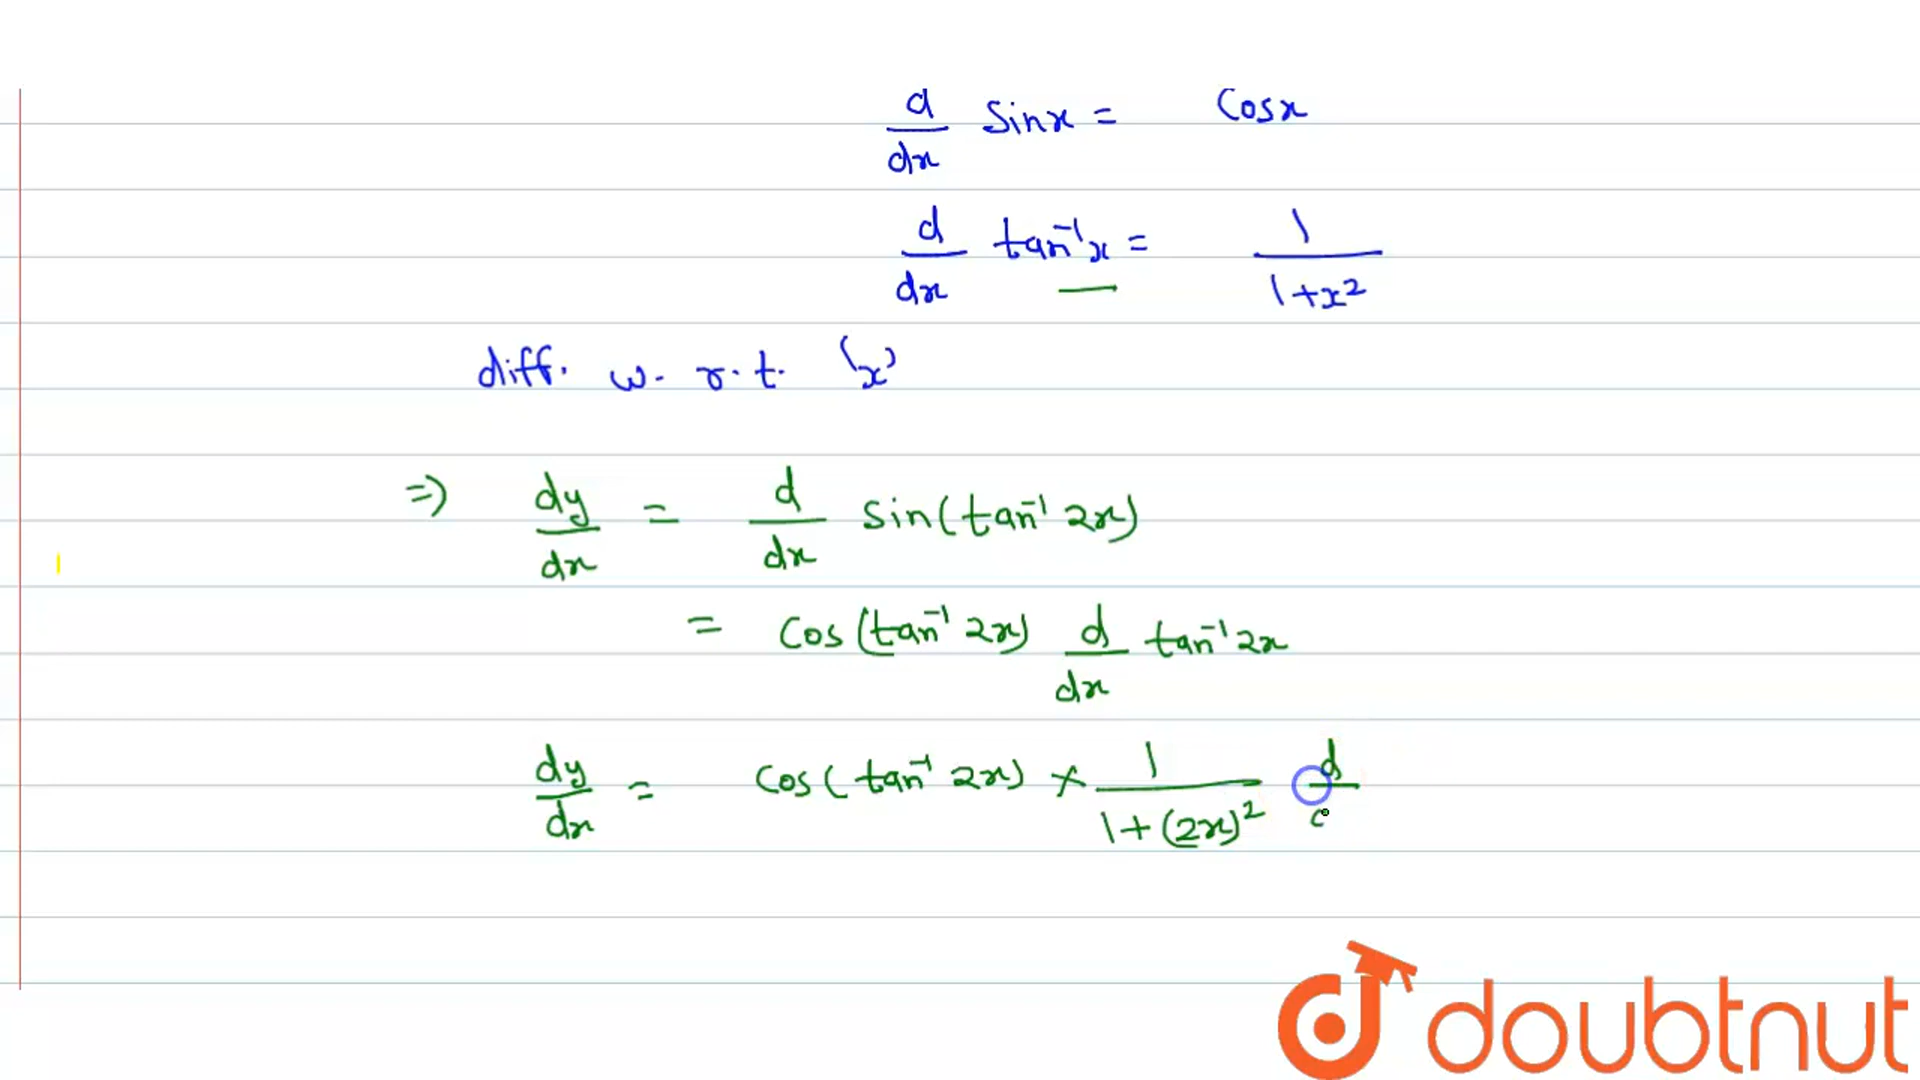 d/dx sinx = cosx
d/dx tan⁻¹x = 1/1+x²
diff. w. r. t. 'x'
=> dy/dx = d/dx sin(tan⁻¹ 2x)
= cos(tan⁻¹ 2x) d/dx tan⁻¹ 2x
dy/dx = cos(tan⁻¹ 2x) × 1/1+(2x)² d/
doubtnut